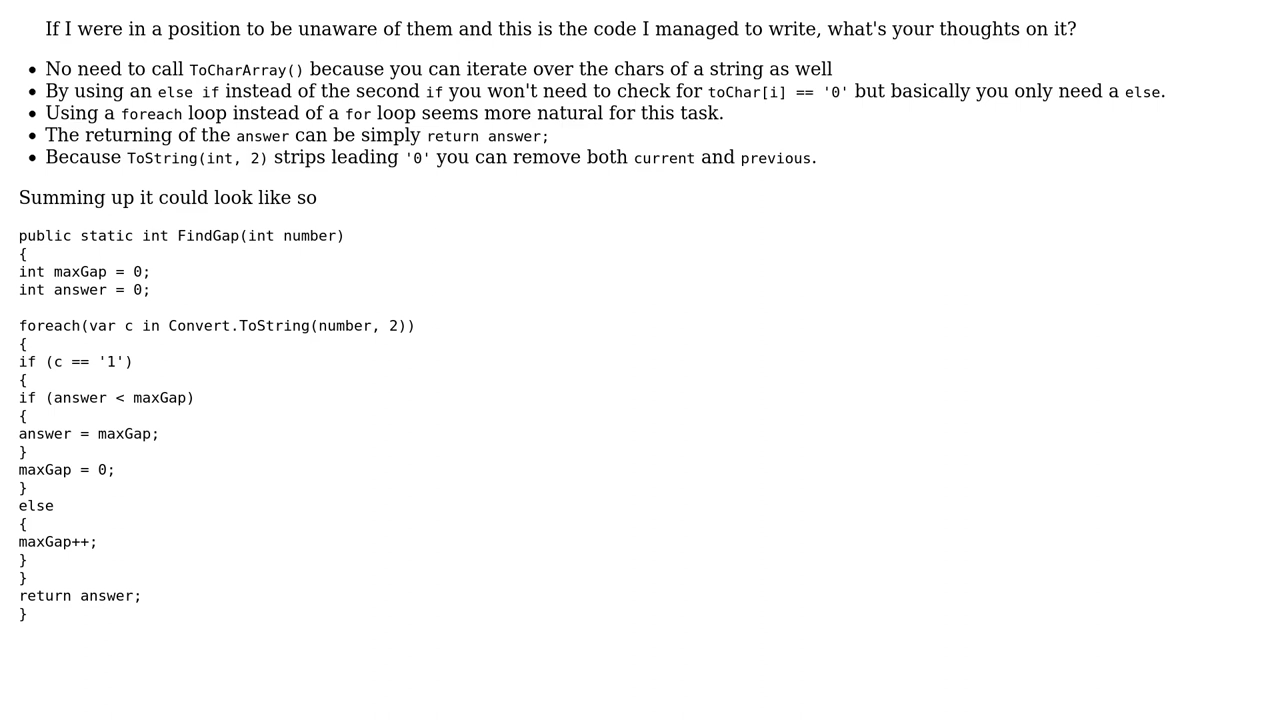 If I were in a position to be unaware of them and this is the code I managed to write, what's your thoughts on it?
• No need to call ToCharArray() because you can iterate over the chars of a string as well
• By using an else if instead of the second if you won't need to check for toChar[i] == '0' but basically you only need a else.
• Using a foreach loop instead of a for loop seems more natural for this task.
• The returning of the answer can be simply return answer;
• Because ToString(int, 2) strips leading '0' you can remove both current and previous.
Summing up it could look like so
public static int FindGap(int number)
{
int maxGap = 0;
int answer = 0;
foreach(var c in Convert.ToString(number, 2))
{
if (c == '1')
{
if (answer < maxGap)
{
answer = maxGap;
}
maxGap = 0;
}
else
{
maxGap++;
}
}
return answer;
}